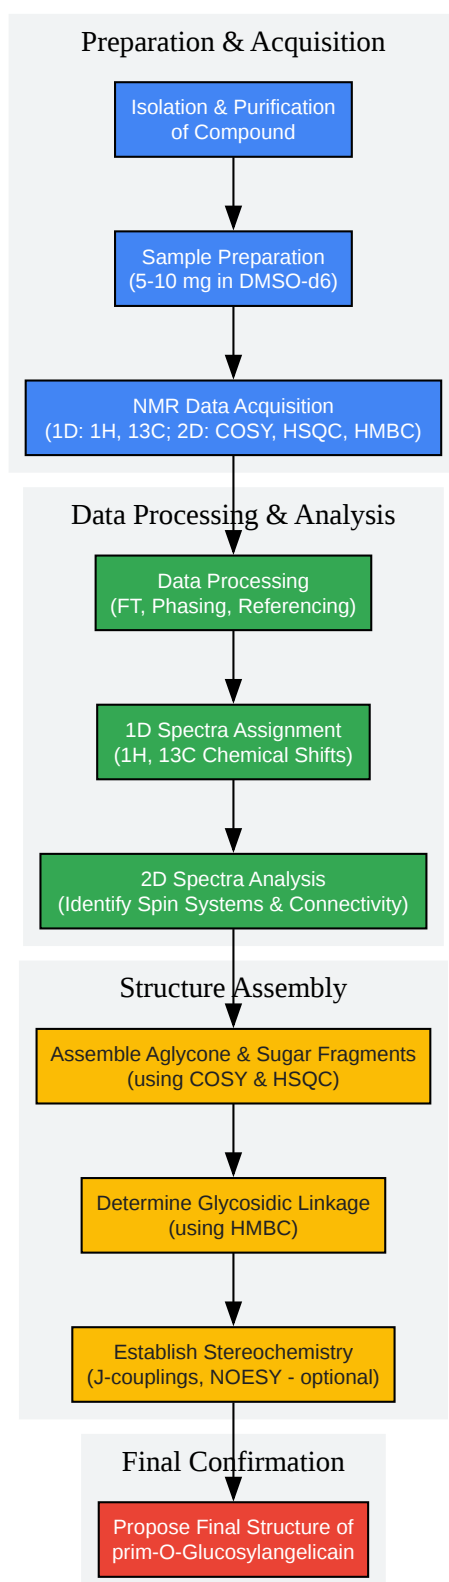 Preparation & Acquisition
Isolation & Purification
of Compound
Sample Preparation
(5-10 mg in DMSO-d6)
NMR Data Acquisition
(1D: 1H, 13C; 2D: COSY, HSQC, HMBC)
Data Processing & Analysis
Data Processing
(FT, Phasing, Referencing)
1D Spectra Assignment
(1H, 13C Chemical Shifts)
2D Spectra Analysis
(Identify Spin Systems & Connectivity)
Structure Assembly
Assemble Aglycone & Sugar Fragments
(using COSY & HSQC)
Determine Glycosidic Linkage
(using HMBC)
Establish Stereochemistry
(J-couplings, NOESY - optional)
Final Confirmation
Propose Final Structure of
prim-O-Glucosylangelicain